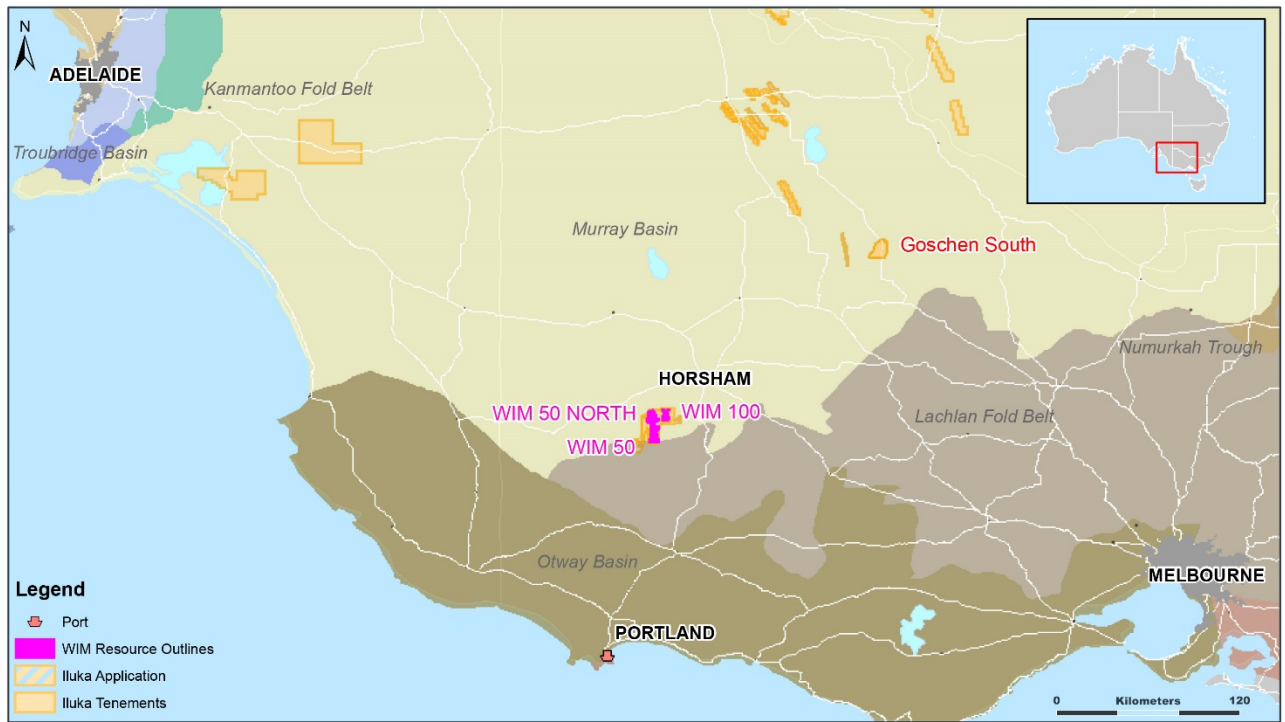 N
ADELAIDE
Kanmantoo Fold Belt
Troubridge Basin
Murray Basin
Goschen South
Numurkah Trough
HORSHAM
WIM 50 NORTH
WIM 100
WIM 50
Lachlan Fold Belt
Otway Basin
MELBOURNE
PORTLAND
Legend
Port
WIM Resource Outlines
Iluka Application
Iluka Tenements
0 Kilometers 120